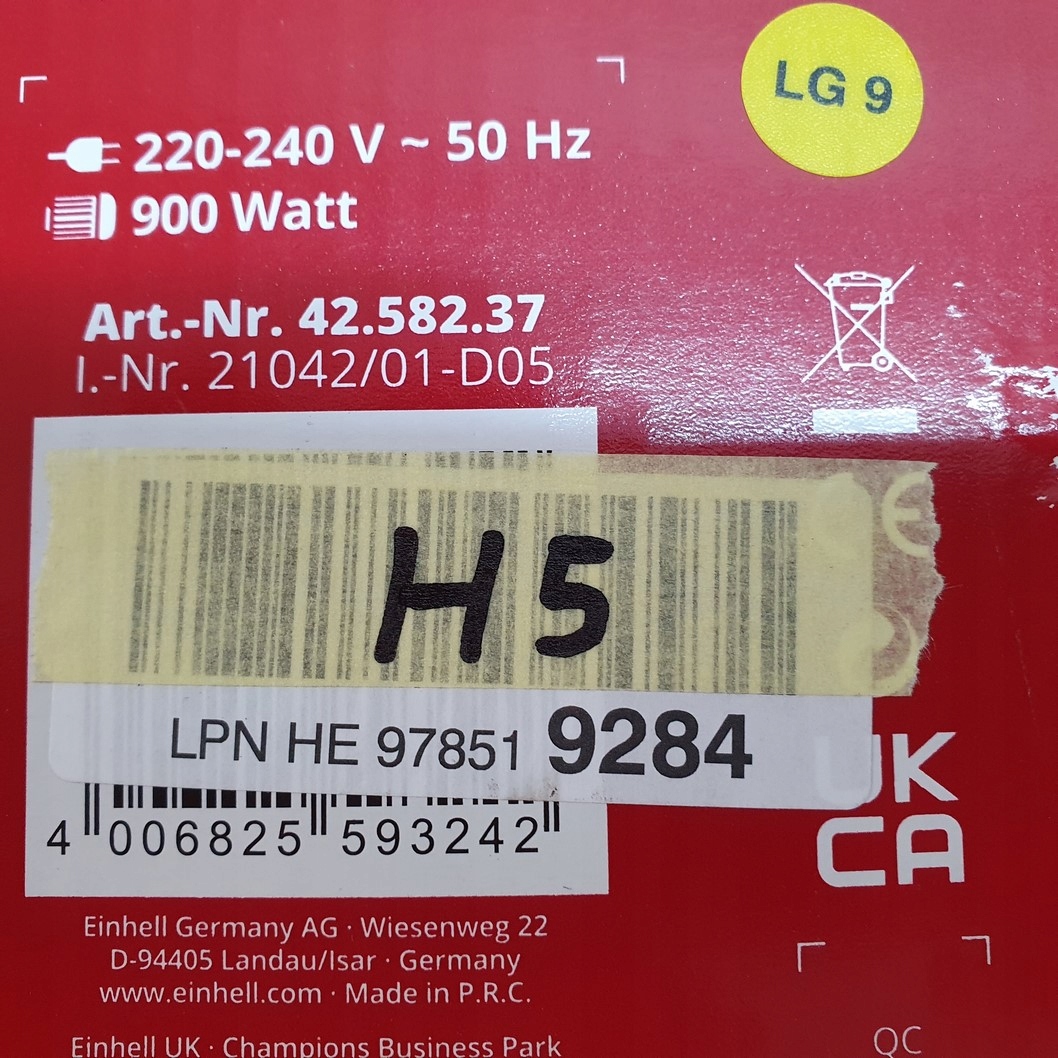 LG 9
220-240 V ~ 50 Hz
900 Watt
Art.-Nr. 42.582.37
I.-Nr. 21042/01-D05
CE
H5
LPN HE 97851 9284
4 006825 593242
UK
CA
Einhell Germany AG · Wiesenweg 22
D-94405 Landau/Isar · Germany
www.einhell.com · Made in P.R.C.
Einhell UK · Champions Business Park
QC